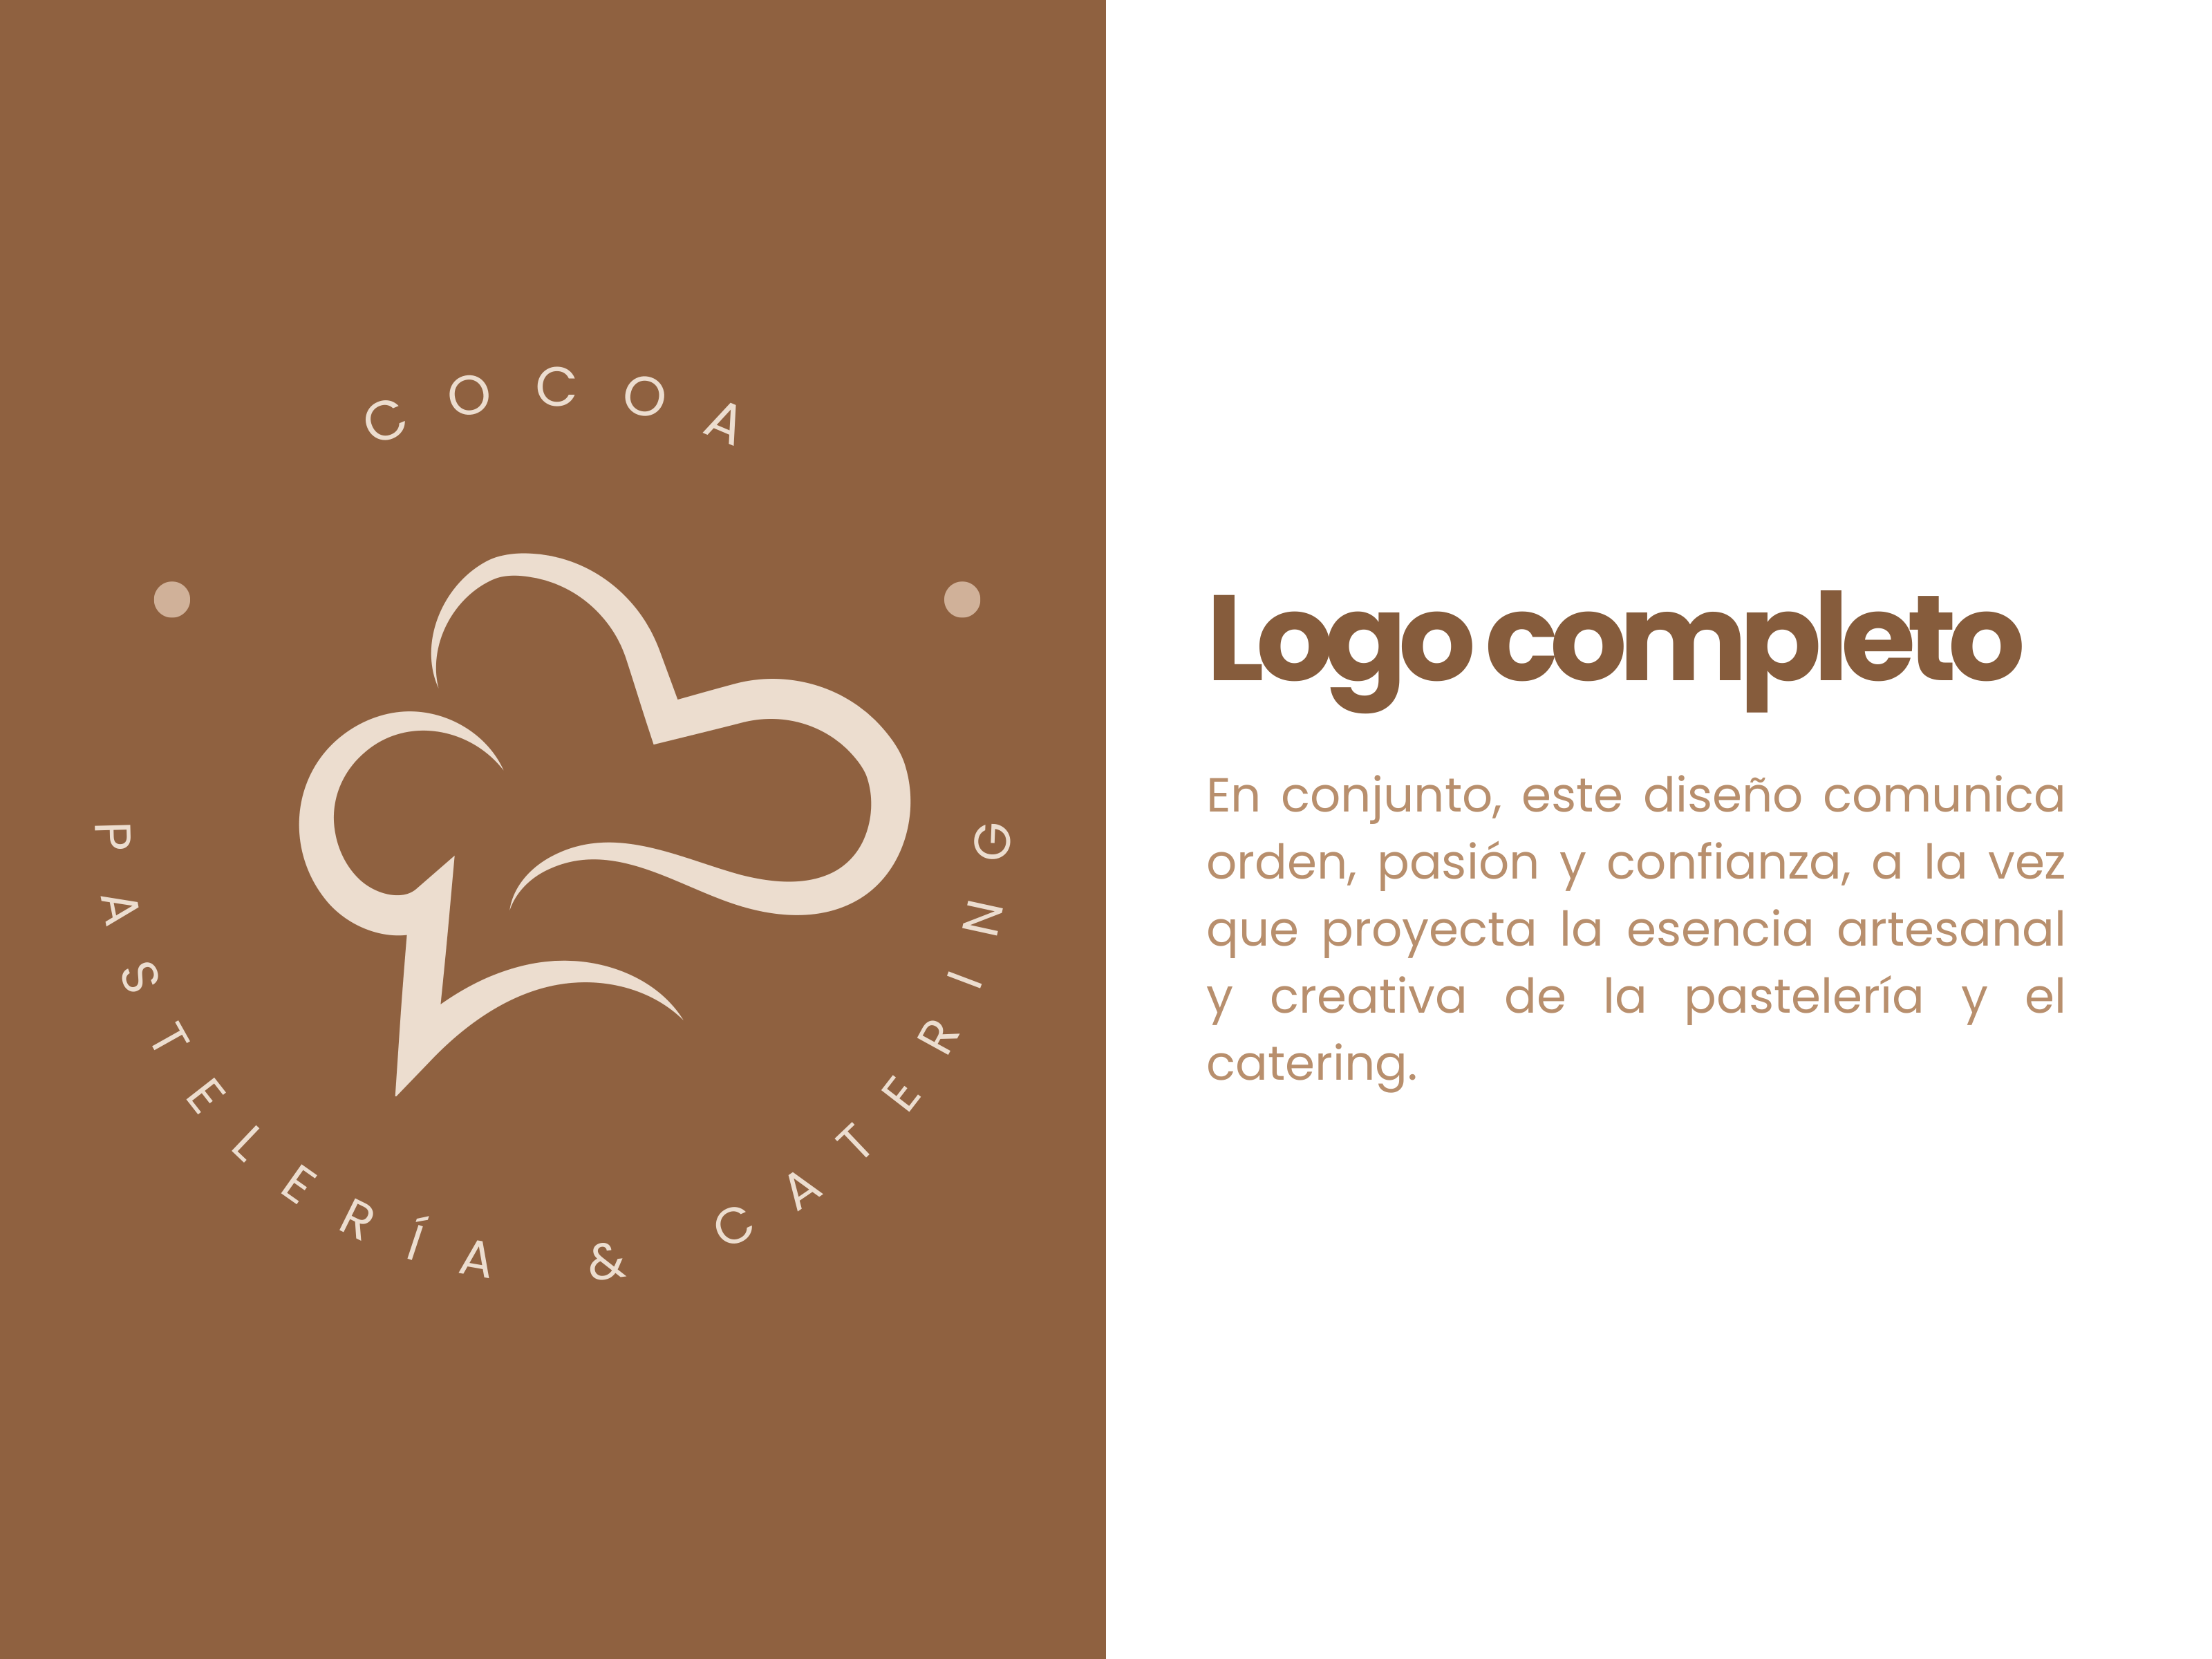 COCOA
PASTELERÍA & CATERING
Logo completo
En conjunto, este diseño comunica
orden, pasión y confianza, a la vez
que proyecta la esencia artesanal
y creativa de la pastelería y el
catering.